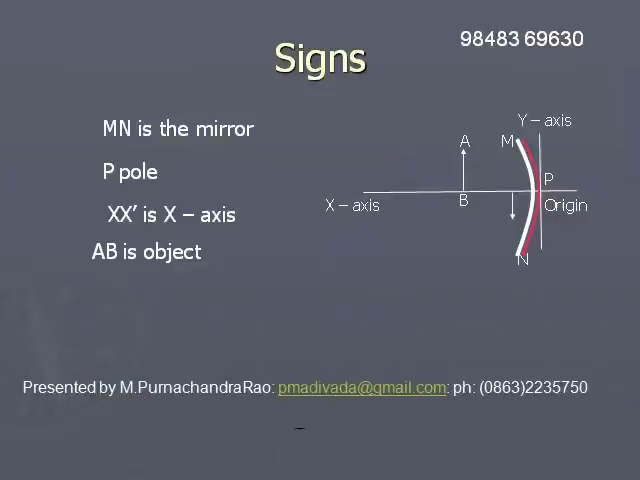 98483 69630
Signs
MN is the mirror
P pole
XX’ is X – axis
AB is object
Y – axis
A
M
P
B
X – axis
Origin
N
Presented by M.PurnachandraRao: pmadivada@gmail.com: ph: (0863)2235750